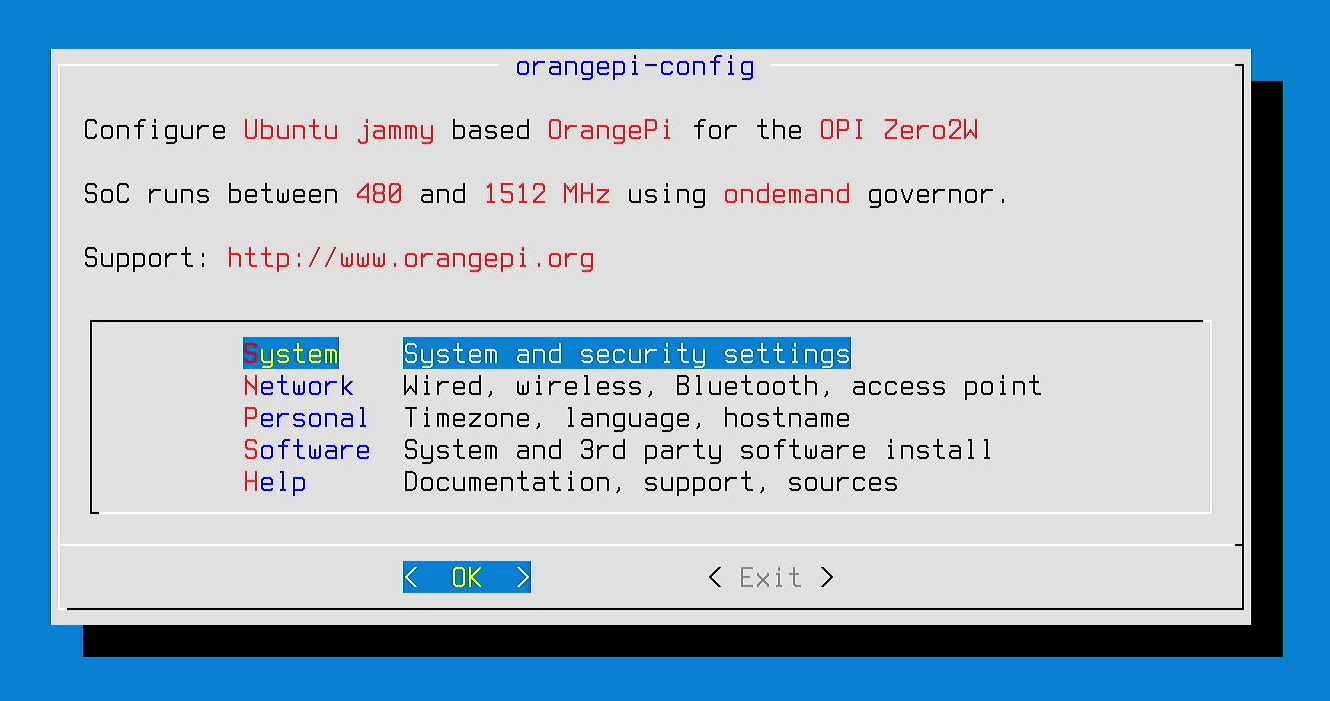 orangepi-config
Configure Ubuntu jammy based OrangePi for the OPI Zero2W
SoC runs between 480 and 1512 MHz using ondemand governor.
Support: http://www.orangepi.org
System System and security settings
Network Wired, wireless, Bluetooth, access point
Personal Timezone, language, hostname
Software System and 3rd party software install
Help Documentation, support, sources
< OK > < Exit >